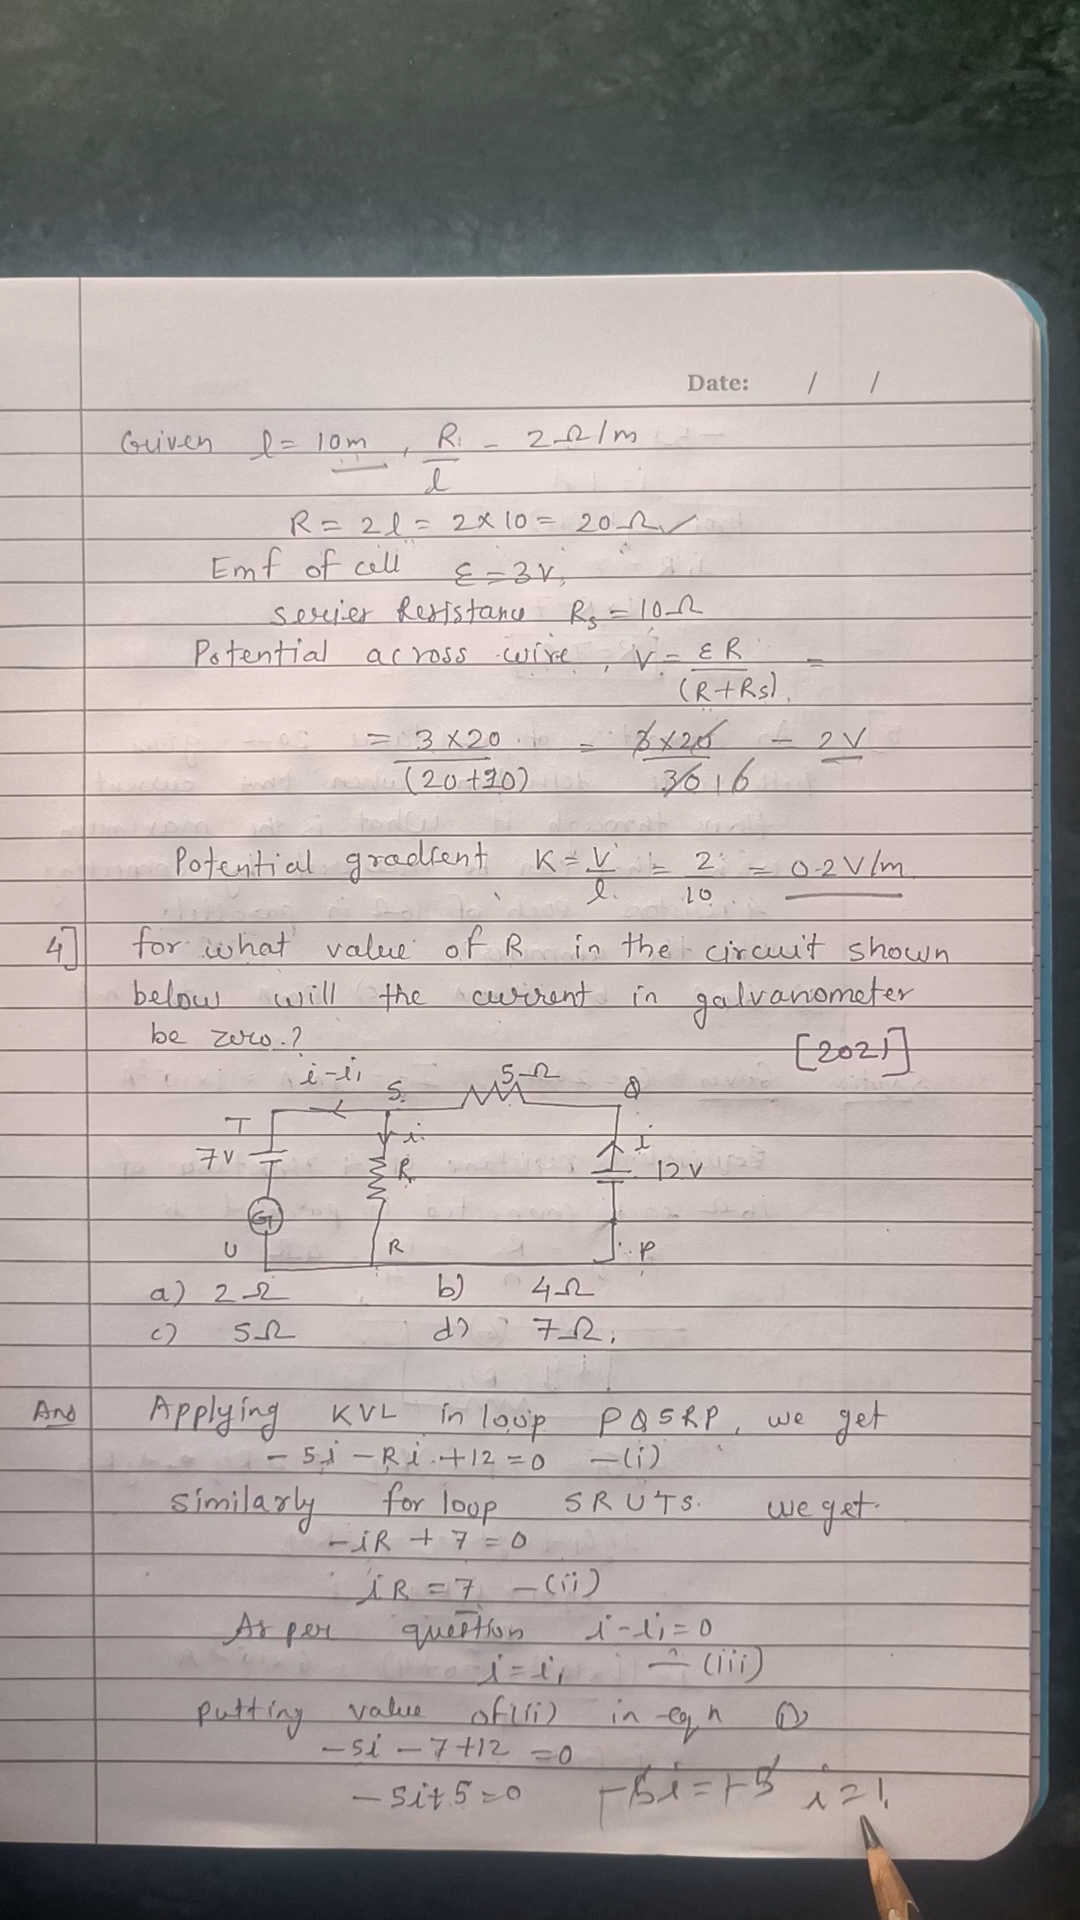 Date: / /
Given l = 10m , R/l = 2Ω/m
R = 2l = 2×10 = 20Ω ✓
Emf of cell ε = 3V,
series Resistance Rs = 10Ω
Potential across wire, V = εR/(R+Rs) =
= 3×20/(20+10) = 3×20/30 = 2V
Potential gradient K = V/l = 2/10 = 0.2V/m
4] for what value of R in the circuit shown
below will the current in galvanometer
be zero.?
[2021]
i-i₁ S 5Ω Q
T i i
7V R 12V
G
U R P
a) 2Ω b) 4Ω
c) 5Ω d) 7Ω.
Ans Applying KVL in loop PQSRP, we get
-5i - Ri + 12 = 0 -(i)
similarly for loop SRUTS. we get.
-iR + 7 = 0
iR = 7 -(ii)
As per question i-i₁ = 0
i = i₁ -(iii)
putting value of (ii) in eqn ①
-5i - 7 + 12 = 0
-5i + 5 = 0 -5i = -5 i = 1.